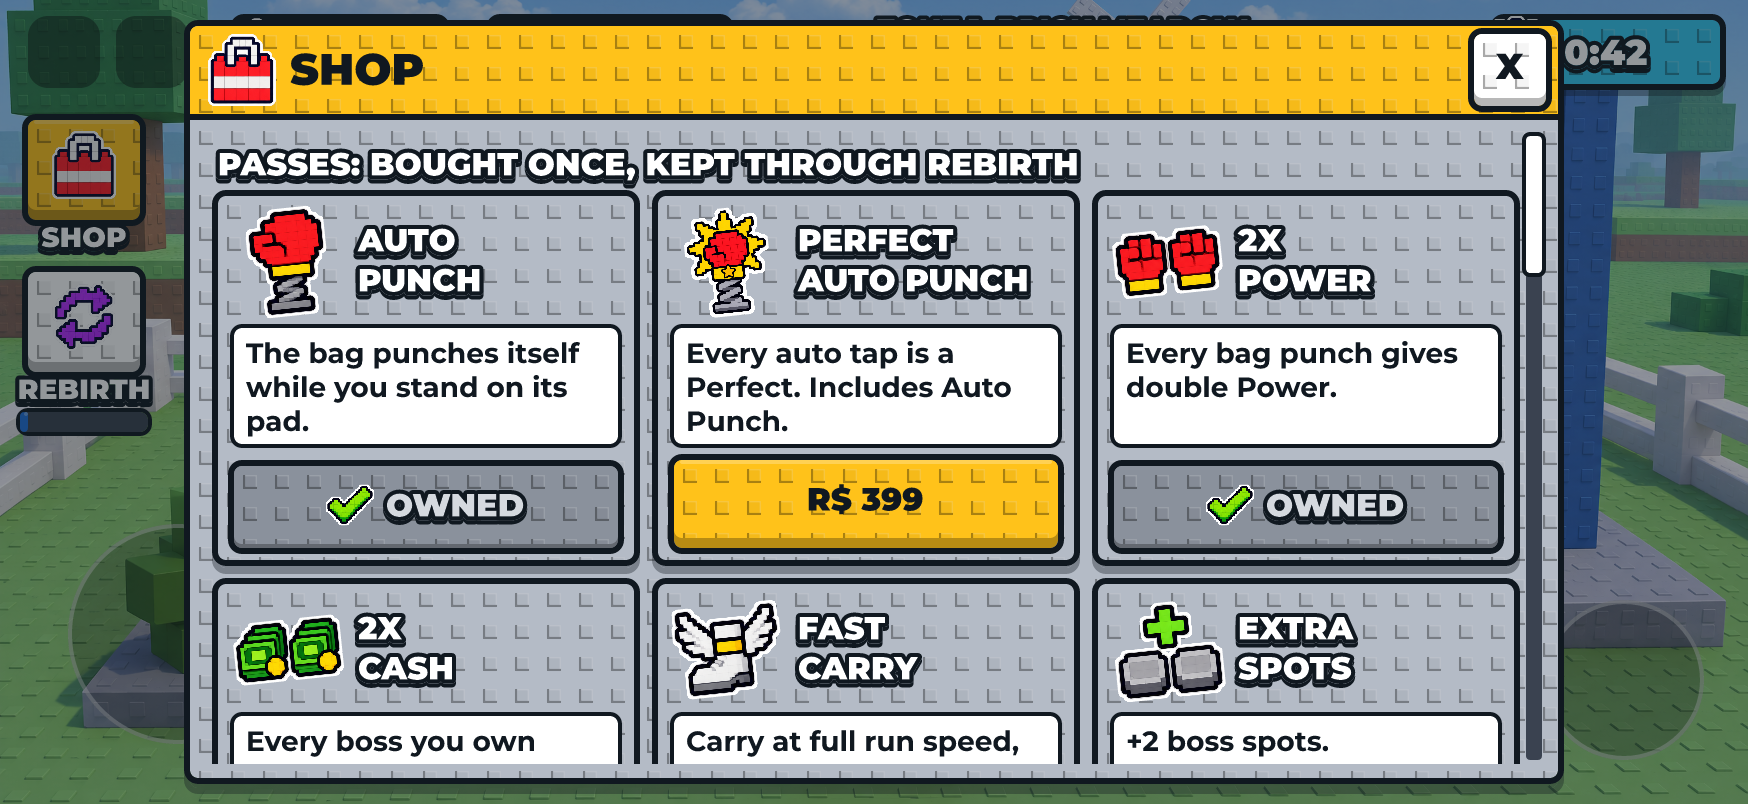 SHOP
X
0:42
SHOP
REBIRTH
PASSES: BOUGHT ONCE, KEPT THROUGH REBIRTH
AUTO
PUNCH
The bag punches itself
while you stand on its
pad.
OWNED
PERFECT
AUTO PUNCH
Every auto tap is a
Perfect. Includes Auto
Punch.
R$ 399
2X
POWER
Every bag punch gives
double Power.
OWNED
2X
CASH
Every boss you own
FAST
CARRY
Carry at full run speed,
EXTRA
SPOTS
+2 boss spots.